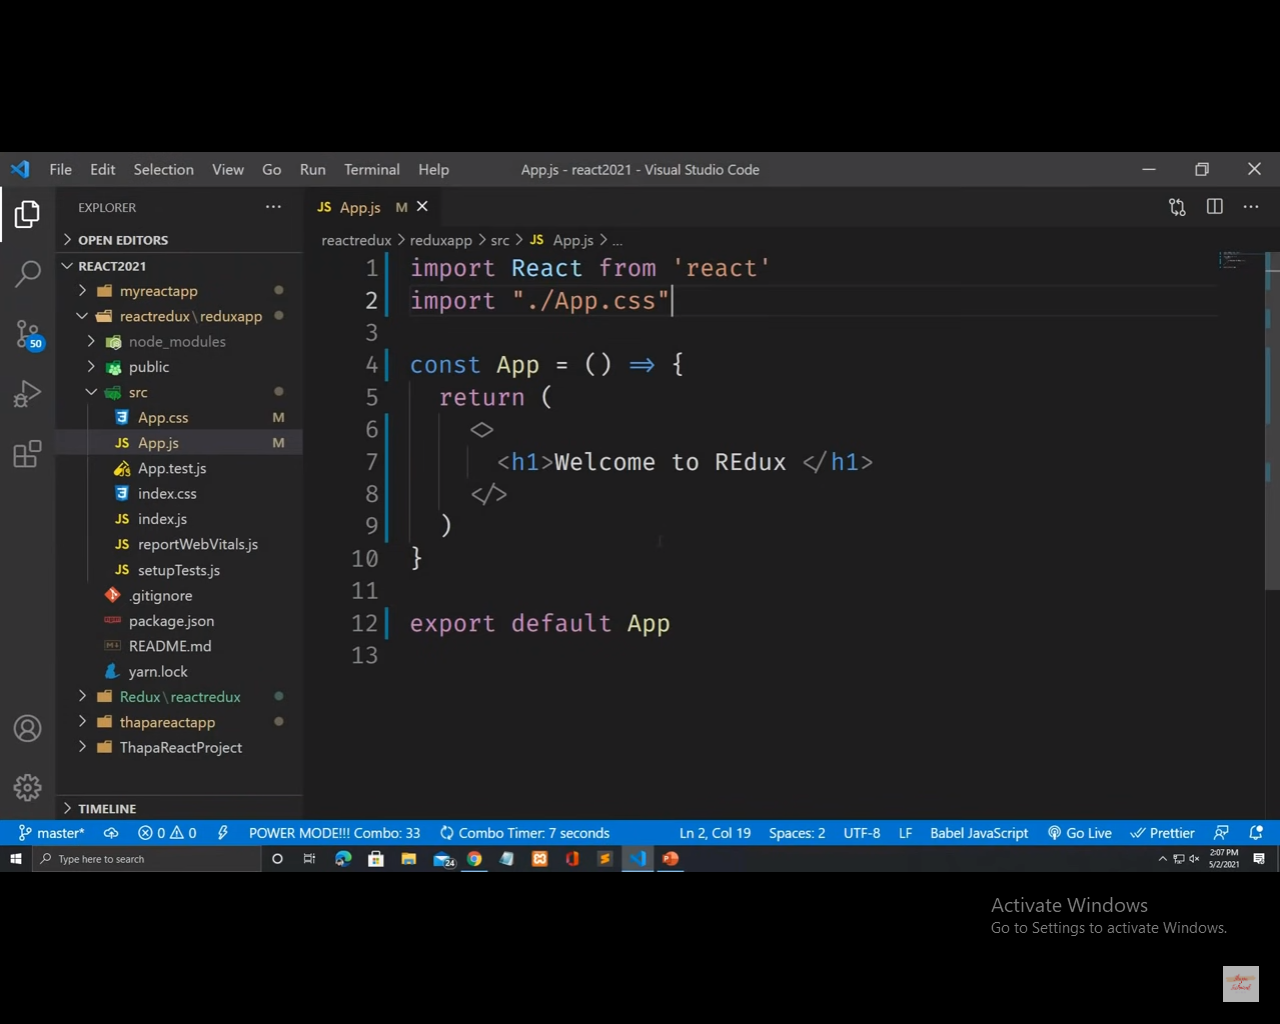 File Edit Selection View Go Run Terminal Help App.js - react2021 - Visual Studio Code
EXPLORER
OPEN EDITORS
REACT2021
myreactapp
reactredux\reduxapp
node_modules
public
src
App.css M
JS App.js M
App.test.js
index.css
JS index.js
JS reportWebVitals.js
JS setupTests.js
.gitignore
package.json
README.md
yarn.lock
Redux\reactredux
thapareactapp
ThapaReactProject
TIMELINE
50
JS App.js M
reactredux > reduxapp > src > JS App.js > ...
1 import React from 'react'
2 import "./App.css"
3
4 const App = () => {
5 return (
6 <>
7 <h1>Welcome to REdux </h1>
8 </>
9 )
10 }
11
12 export default App
13
master* 0 0 POWER MODE!!! Combo: 33 Combo Timer: 7 seconds Ln 2, Col 19 Spaces: 2 UTF-8 LF Babel JavaScript Go Live Prettier
Type here to search 24 2:07 PM
5/2/2021
Activate Windows
Go to Settings to activate Windows.